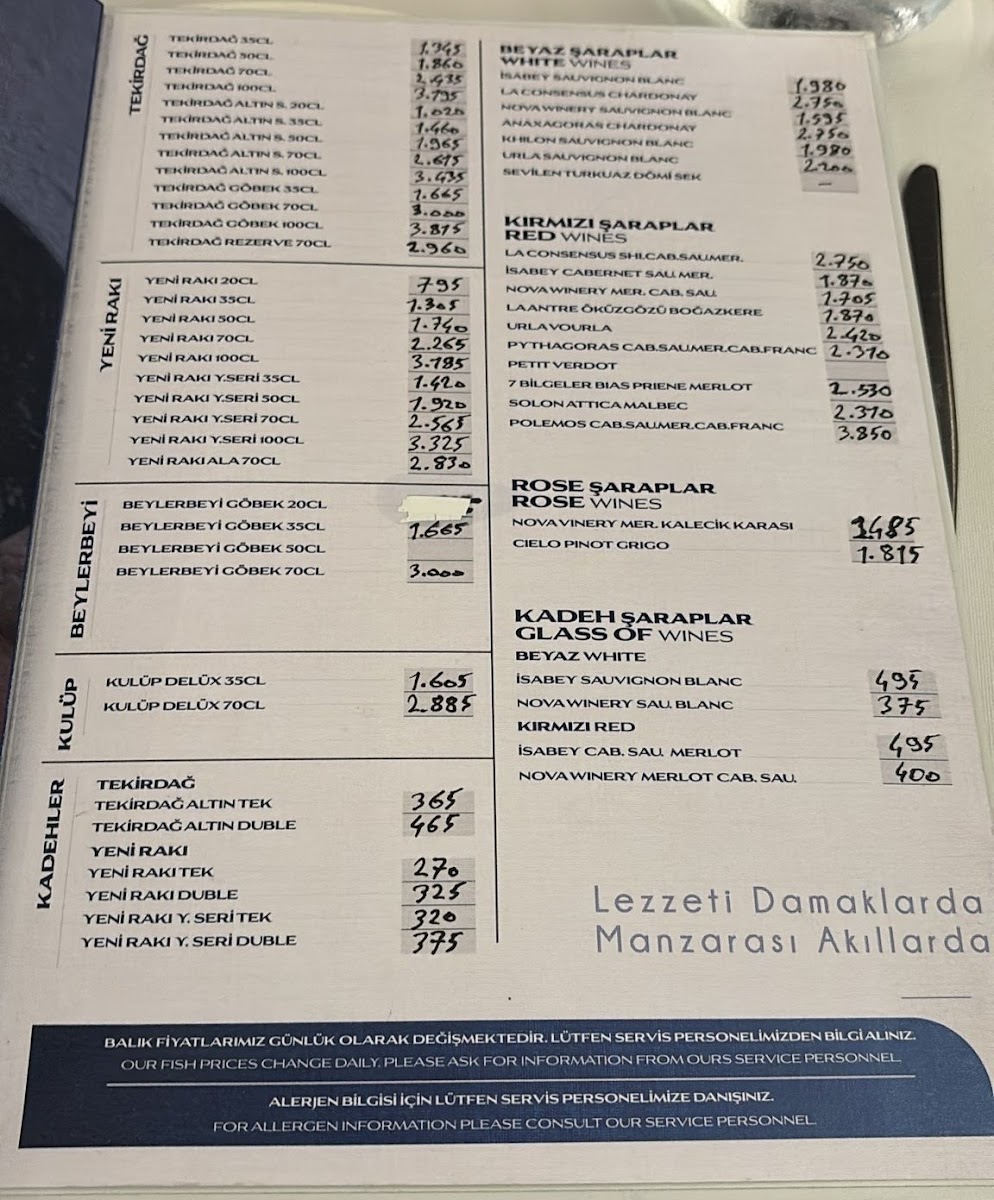 TEKİRDAĞ
TEKİRDAĞ 35CL 1.345
TEKİRDAĞ 50CL 1.860
TEKİRDAĞ 70CL 2.435
TEKİRDAĞ 100CL 3.795
TEKİRDAĞ ALTIN S. 20CL 1.020
TEKİRDAĞ ALTIN S. 35CL 1.460
TEKİRDAĞ ALTIN S. 50CL 1.965
TEKİRDAĞ ALTIN S. 70CL 2.615
TEKİRDAĞ ALTIN S. 100CL 3.435
TEKİRDAĞ GÖBEK 35CL 1.665
TEKİRDAĞ GÖBEK 70CL 3.000
TEKİRDAĞ GÖBEK 100CL 3.815
TEKİRDAĞ REZERVE 70CL 2.960
YENİ RAKI
YENİ RAKI 20CL 795
YENİ RAKI 35CL 1.305
YENİ RAKI 50CL 1.740
YENİ RAKI 70CL 2.265
YENİ RAKI 100CL 3.195
YENİ RAKI Y.SERİ 35CL 1.420
YENİ RAKI Y.SERİ 50CL 1.920
YENİ RAKI Y.SERİ 70CL 2.565
YENİ RAKI Y.SERİ 100CL 3.325
YENİ RAKI ALA 70CL 2.830
BEYLERBEYİ
BEYLERBEYİ GÖBEK 20CL
BEYLERBEYİ GÖBEK 35CL 1.665
BEYLERBEYİ GÖBEK 50CL
BEYLERBEYİ GÖBEK 70CL 3.000
KULÜP
KULÜP DELÜX 35CL 1.605
KULÜP DELÜX 70CL 2.885
KADEHLER
TEKİRDAĞ
TEKİRDAĞ ALTIN TEK 365
TEKİRDAĞ ALTIN DUBLE 465
YENİ RAKI
YENİ RAKI TEK 270
YENİ RAKI DUBLE 325
YENİ RAKI Y. SERİ TEK 320
YENİ RAKI Y. SERİ DUBLE 375
BEYAZ ŞARAPLAR
WHITE WINES
İSABEY SAUVIGNON BLANC 1.980
LA CONSENSUS CHARDONAY 2.750
NOVA WINERY SAUVIGNON BLANC 1.595
ANAXAGORAS CHARDONAY 2.750
KHILON SAUVIGNON BLANC 1.980
URLA SAUVIGNON BLANC 2.200
SEVİLEN TURKUAZ DÖMİ SEK —
KIRMIZI ŞARAPLAR
RED WINES
LA CONSENSUS SHI.CAB.SAU.MER. 2.750
İSABEY CABERNET SAU. MER. 1.870
NOVA WINERY MER. CAB. SAU. 1.705
LA ANTRE ÖKÜZGÖZÜ BOĞAZKERE 1.870
URLA VOURLA 2.420
PYTHAGORAS CAB.SAU.MER.CAB.FRANC 2.310
PETIT VERDOT
7 BİLGELER BIAS PRIENE MERLOT 2.530
SOLON ATTICA MALBEC 2.310
POLEMOS CAB.SAU.MER.CAB.FRANC 3.850
ROSE ŞARAPLAR
ROSE WINES
NOVA VINERY MER. KALECİK KARASI 1485
CIELO PINOT GRIGO 1.815
KADEH ŞARAPLAR
GLASS OF WINES
BEYAZ WHITE
İSABEY SAUVIGNON BLANC 495
NOVA WINERY SAU. BLANC 375
KIRMIZI RED
İSABEY CAB. SAU. MERLOT 495
NOVA WINERY MERLOT CAB. SAU. 400
Lezzeti Damaklarda
Manzarası Akıllarda
BALIK FİYATLARIMIZ GÜNLÜK OLARAK DEĞİŞMEKTEDİR. LÜTFEN SERVİS PERSONELİMİZDEN BİLGİ ALINIZ.
OUR FISH PRICES CHANGE DAILY, PLEASE ASK FOR INFORMATION FROM OURS SERVICE PERSONNEL.
ALERJEN BİLGİSİ İÇİN LÜTFEN SERVİS PERSONELİMİZE DANIŞINIZ.
FOR ALLERGEN INFORMATION PLEASE CONSULT OUR SERVICE PERSONNEL.